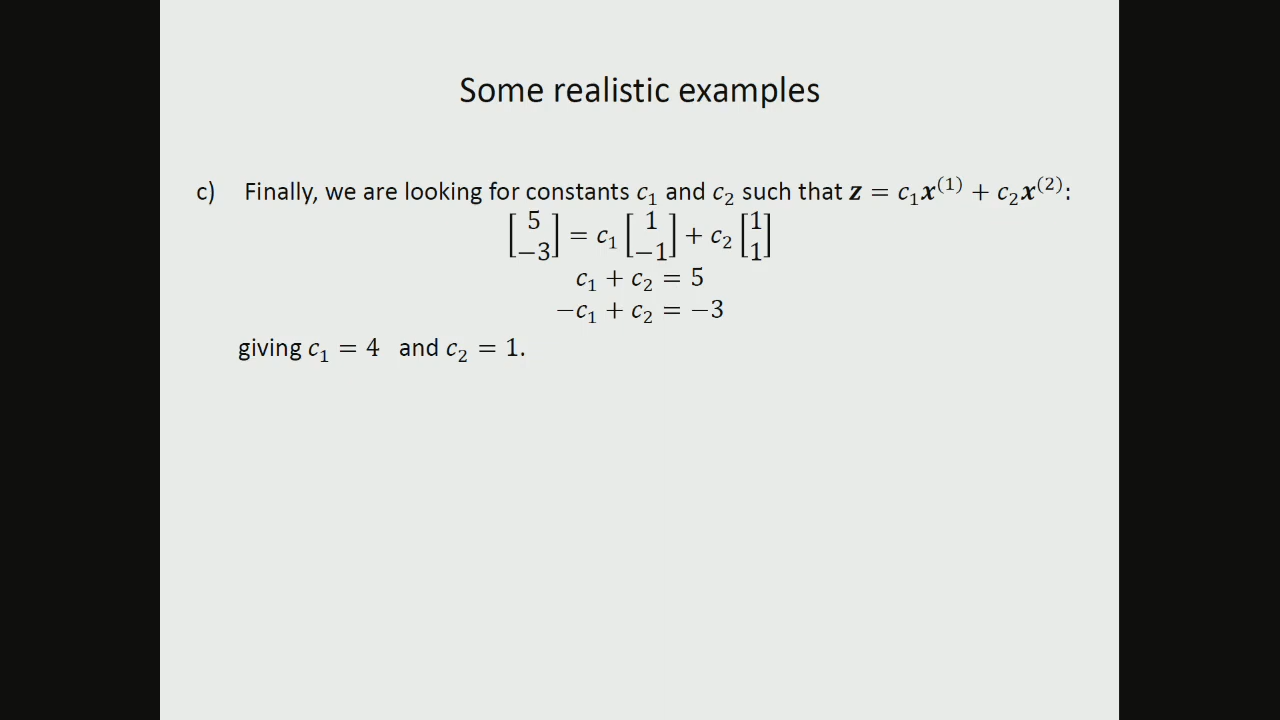 Some realistic examples
c) Finally, we are looking for constants c₁ and c₂ such that z = c₁x⁽¹⁾ + c₂x⁽²⁾:
[5 −3] = c₁ [1 −1] + c₂ [1 1]
c₁ + c₂ = 5
−c₁ + c₂ = −3
giving c₁ = 4 and c₂ = 1.